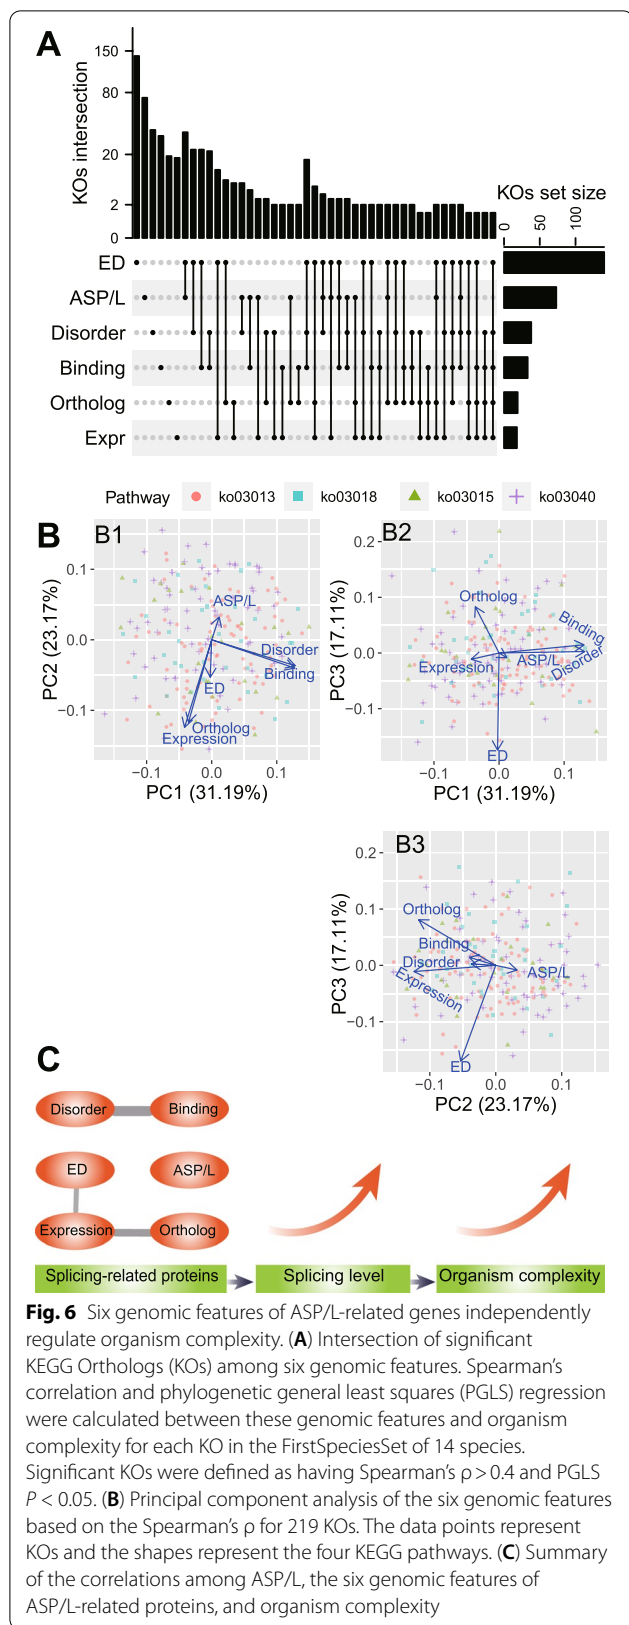 A
KOs intersection
150
80
20
2
0
KOs set size
0
50
100
ED
ASP/L
Disorder
Binding
Ortholog
Expr
Pathway ko03013 ko03018 ko03015 ko03040
B
B1
PC2 (23.17%)
0.1
0.0
−0.1
ASP/L
Disorder
Binding
ED
Ortholog
Expression
−0.1 0.0 0.1
PC1 (31.19%)
B2
PC3 (17.11%)
0.2
0.1
0.0
−0.1
Ortholog
Binding
Expression
ASP/L
Disorder
ED
−0.1 0.0 0.1
PC1 (31.19%)
B3
PC3 (17.11%)
0.2
0.1
0.0
−0.1
Ortholog
Binding
Disorder
Expression
ASP/L
ED
−0.1 0.0 0.1
PC2 (23.17%)
C
Disorder Binding
ED ASP/L
Expression Ortholog
Splicing-related proteins Splicing level Organism complexity
Fig. 6 Six genomic features of ASP/L-related genes independently
regulate organism complexity. (A) Intersection of significant
KEGG Orthologs (KOs) among six genomic features. Spearman’s
correlation and phylogenetic general least squares (PGLS) regression
were calculated between these genomic features and organism
complexity for each KO in the FirstSpeciesSet of 14 species.
Significant KOs were defined as having Spearman’s ρ > 0.4 and PGLS
P < 0.05. (B) Principal component analysis of the six genomic features
based on the Spearman’s ρ for 219 KOs. The data points represent
KOs and the shapes represent the four KEGG pathways. (C) Summary
of the correlations among ASP/L, the six genomic features of
ASP/L-related proteins, and organism complexity